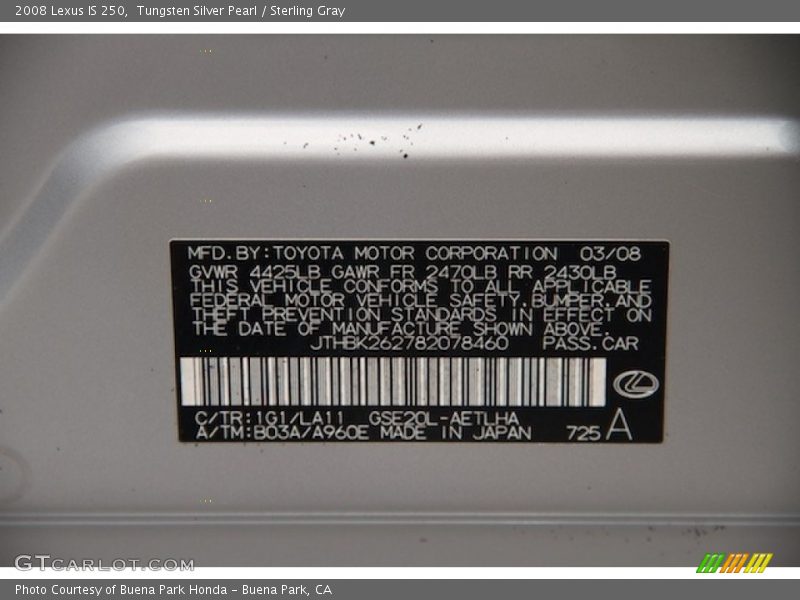 2008 Lexus IS 250,  Tungsten Silver Pearl / Sterling Gray
MFD.BY:TOYOTA MOTOR CORPORATION 03/08
GVWR 4425LB GAWR FR 2470LB RR 2430LB
THIS VEHICLE CONFORMS TO ALL APPLICABLE
FEDERAL MOTOR VEHICLE SAFETY,BUMPER,AND
THEFT PREVENTION STANDARDS IN EFFECT ON
THE DATE OF MANUFACTURE SHOWN ABOVE.
JTHBK262782078460 PASS.CAR
C/TR:1G1/LA11 GSE20L-AETLHA
A/TM:B03A/A960E MADE IN JAPAN 725 A
GTCARLOT.COM
Photo Courtesy of Buena Park Honda - Buena Park, CA